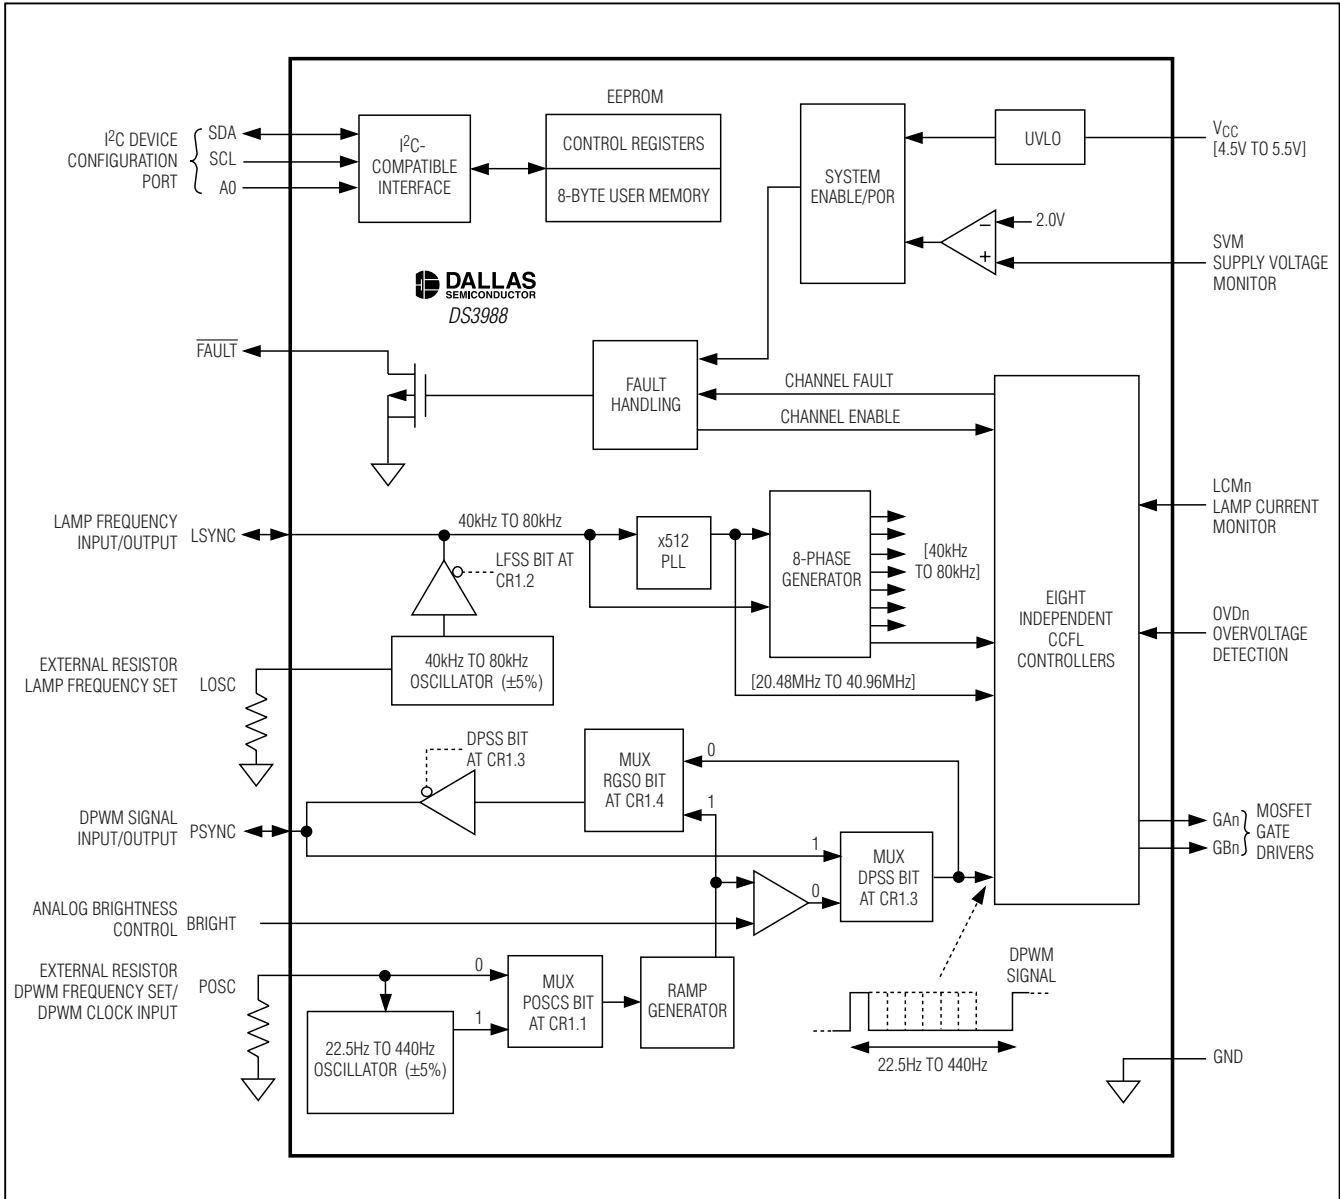 EEPROM
I²C DEVICE
CONFIGURATION
PORT
SDA
SCL
A0
I²C-
COMPATIBLE
INTERFACE
CONTROL REGISTERS
8-BYTE USER MEMORY
SYSTEM
ENABLE/POR
UVLO
VCC
[4.5V TO 5.5V]
2.0V
−
+
SVM
SUPPLY VOLTAGE
MONITOR
DALLAS
SEMICONDUCTOR
DS3988
FAULT
FAULT
HANDLING
CHANNEL FAULT
CHANNEL ENABLE
LAMP FREQUENCY
INPUT/OUTPUT
LSYNC
40kHz TO 80kHz
LFSS BIT AT
CR1.2
x512
PLL
8-PHASE
GENERATOR
[40kHz
TO 80kHz]
EIGHT
INDEPENDENT
CCFL
CONTROLLERS
LCMn
LAMP CURRENT
MONITOR
OVDn
OVERVOLTAGE
DETECTION
EXTERNAL RESISTOR
LAMP FREQUENCY SET
LOSC
40kHz TO 80kHz
OSCILLATOR (±5%)
[20.48MHz TO 40.96MHz]
DPSS BIT
AT CR1.3
MUX
RGSO BIT
AT CR1.4
0
1
DPWM SIGNAL
INPUT/OUTPUT
PSYNC
1
0
MUX
DPSS BIT
AT CR1.3
GAn
GBn
MOSFET
GATE
DRIVERS
ANALOG BRIGHTNESS
CONTROL
BRIGHT
EXTERNAL RESISTOR
DPWM FREQUENCY SET/
DPWM CLOCK INPUT
POSC
0
1
MUX
POSCS BIT
AT CR1.1
RAMP
GENERATOR
22.5Hz TO 440Hz
OSCILLATOR (±5%)
DPWM
SIGNAL
22.5Hz TO 440Hz
GND